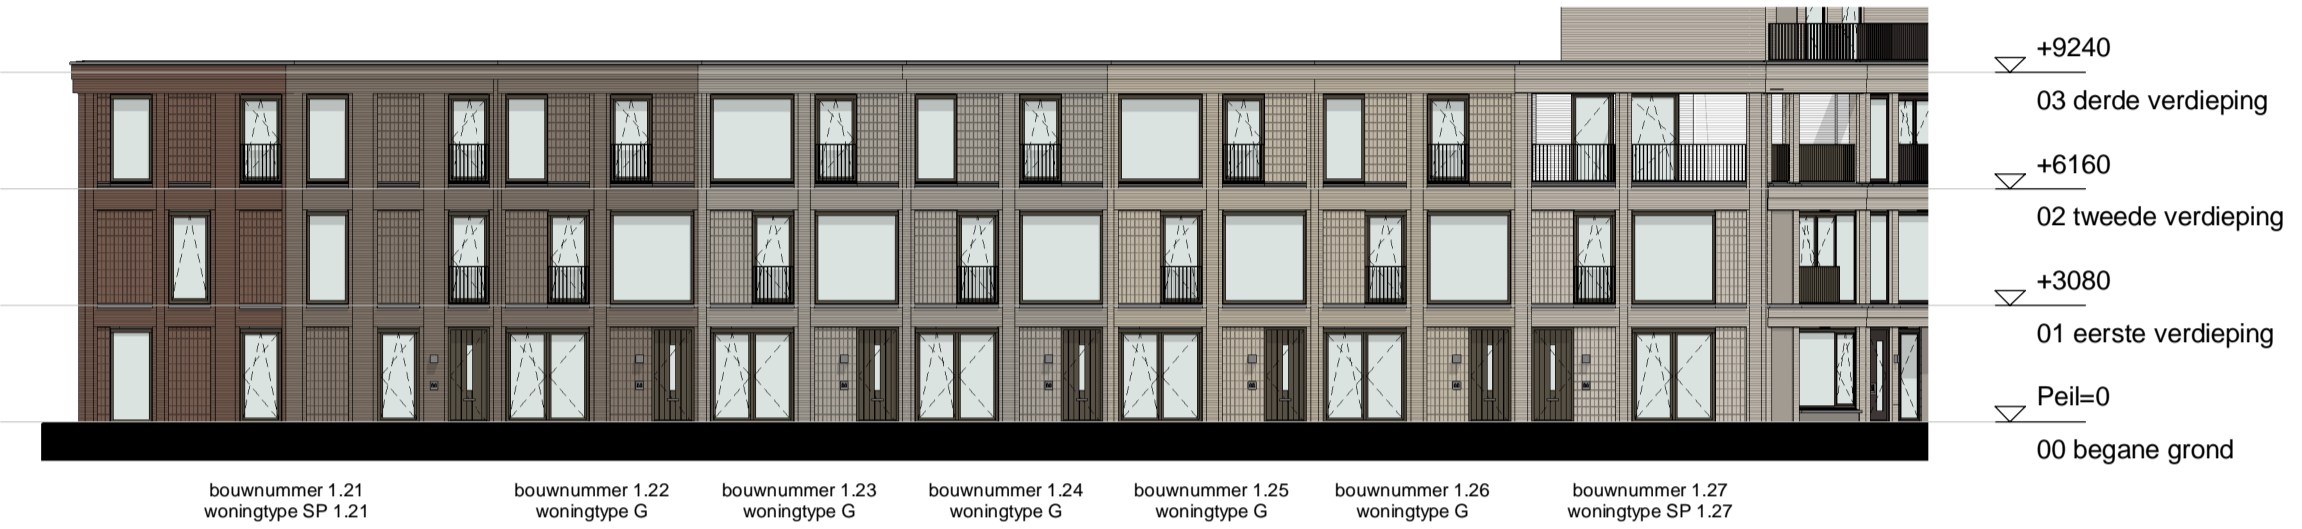 +9240
03 derde verdieping
+6160
02 tweede verdieping
+3080
01 eerste verdieping
Peil=0
00 begane grond
bouwnummer 1.21
woningtype SP 1.21
bouwnummer 1.22
woningtype G
bouwnummer 1.23
woningtype G
bouwnummer 1.24
woningtype G
bouwnummer 1.25
woningtype G
bouwnummer 1.26
woningtype G
bouwnummer 1.27
woningtype SP 1.27